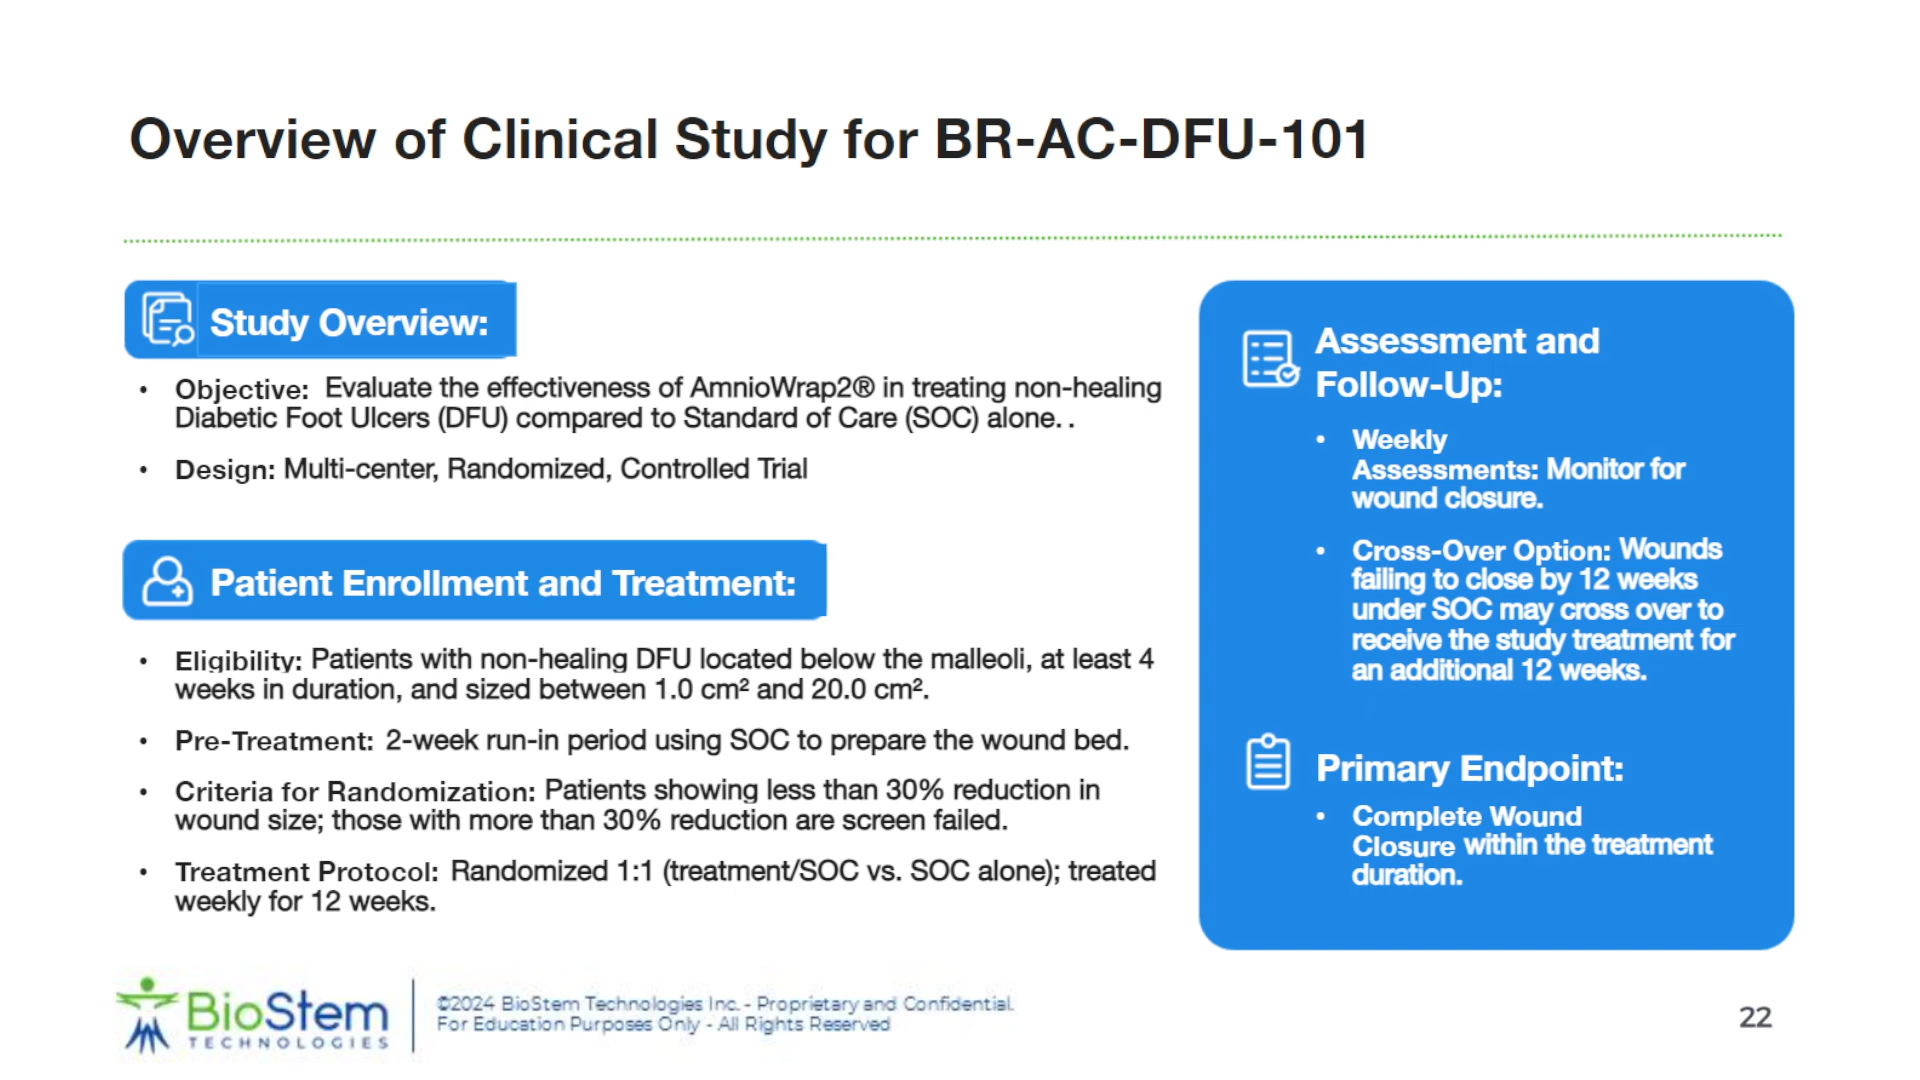 Overview of Clinical Study for BR-AC-DFU-101
Study Overview:
• Objective: Evaluate the effectiveness of AmnioWrap2® in treating non-healing
Diabetic Foot Ulcers (DFU) compared to Standard of Care (SOC) alone. .
• Design: Multi-center, Randomized, Controlled Trial
Patient Enrollment and Treatment:
• Eligibility: Patients with non-healing DFU located below the malleoli, at least 4
weeks in duration, and sized between 1.0 cm² and 20.0 cm².
• Pre-Treatment: 2-week run-in period using SOC to prepare the wound bed.
• Criteria for Randomization: Patients showing less than 30% reduction in
wound size; those with more than 30% reduction are screen failed.
• Treatment Protocol: Randomized 1:1 (treatment/SOC vs. SOC alone); treated
weekly for 12 weeks.
Assessment and
Follow-Up:
• Weekly
Assessments: Monitor for
wound closure.
• Cross-Over Option: Wounds
failing to close by 12 weeks
under SOC may cross over to
receive the study treatment for
an additional 12 weeks.
Primary Endpoint:
• Complete Wound
Closure within the treatment
duration.
BioStem
TECHNOLOGIES
©2024 BioStem Technologies Inc. - Proprietary and Confidential.
For Education Purposes Only - All Rights Reserved
22